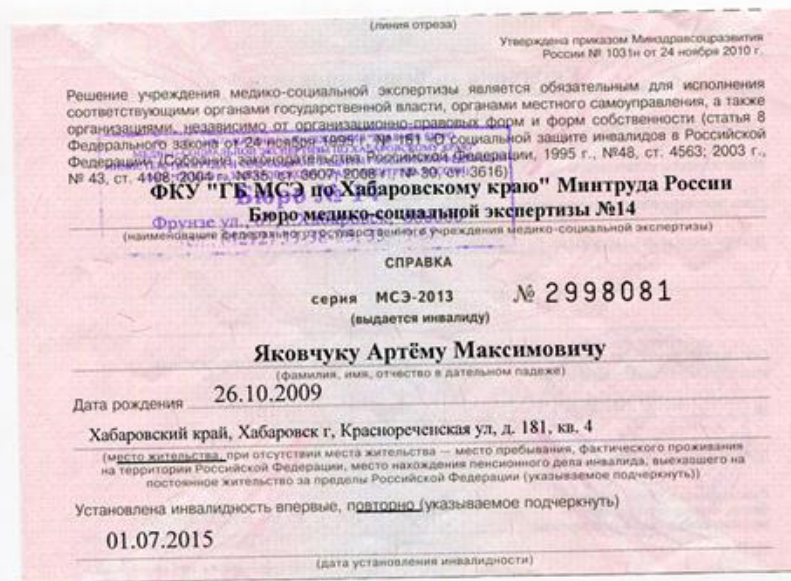 (линия отреза)
Утверждена приказом Минздравсоцразвития
России № 1031н от 24 ноября 2010 г.
Решение учреждения медико-социальной экспертизы является обязательным для исполнения
соответствующими органами государственной власти, органами местного самоуправления, а также
организациями, независимо от организационно-правовых форм и форм собственности (статья 8
Федерального закона от 24 ноября 1995 г. № 181 О социальной защите инвалидов в Российской
Федерации (Собрание законодательства Российской Федерации, 1995 г., №48, ст. 4563; 2003 г.,
№ 43, ст. 4108; 2004 г., №35, ст. 3607; 2008 г., № 30, ст. 3616)
ФКУ "ГБ МСЭ по Хабаровскому краю" Минтруда России
Бюро № 14
Бюро медико-социальной экспертизы №14
Фрунзе ул.,
(наименование федерального государственного учреждения медико-социальной экспертизы)
СПРАВКА
серия МСЭ-2013 № 2998081
(выдается инвалиду)
Яковчуку Артёму Максимовичу
(фамилия, имя, отчество в дательном падеже)
Дата рождения 26.10.2009
Хабаровский край, Хабаровск г, Краснореченская ул, д. 181, кв. 4
(место жительства, при отсутствии места жительства — место пребывания, фактического проживания
на территории Российской Федерации, место нахождения пенсионного дела инвалида, выехавшего на
постоянное жительство за пределы Российской Федерации (указываемое подчеркнуть))
Установлена инвалидность впервые, повторно (указываемое подчеркнуть)
01.07.2015
(дата установления инвалидности)